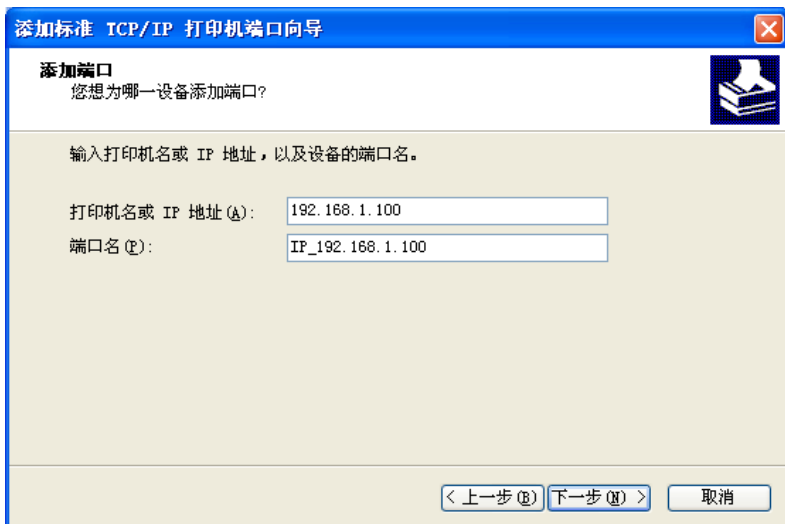 添加标准 TCP/IP 打印机端口向导
添加端口
您想为哪一设备添加端口?
输入打印机名或 IP 地址，以及设备的端口名。
打印机名或 IP 地址(A): 192.168.1.100
端口名(P): IP_192.168.1.100
< 上一步(B) 下一步(N) > 取消